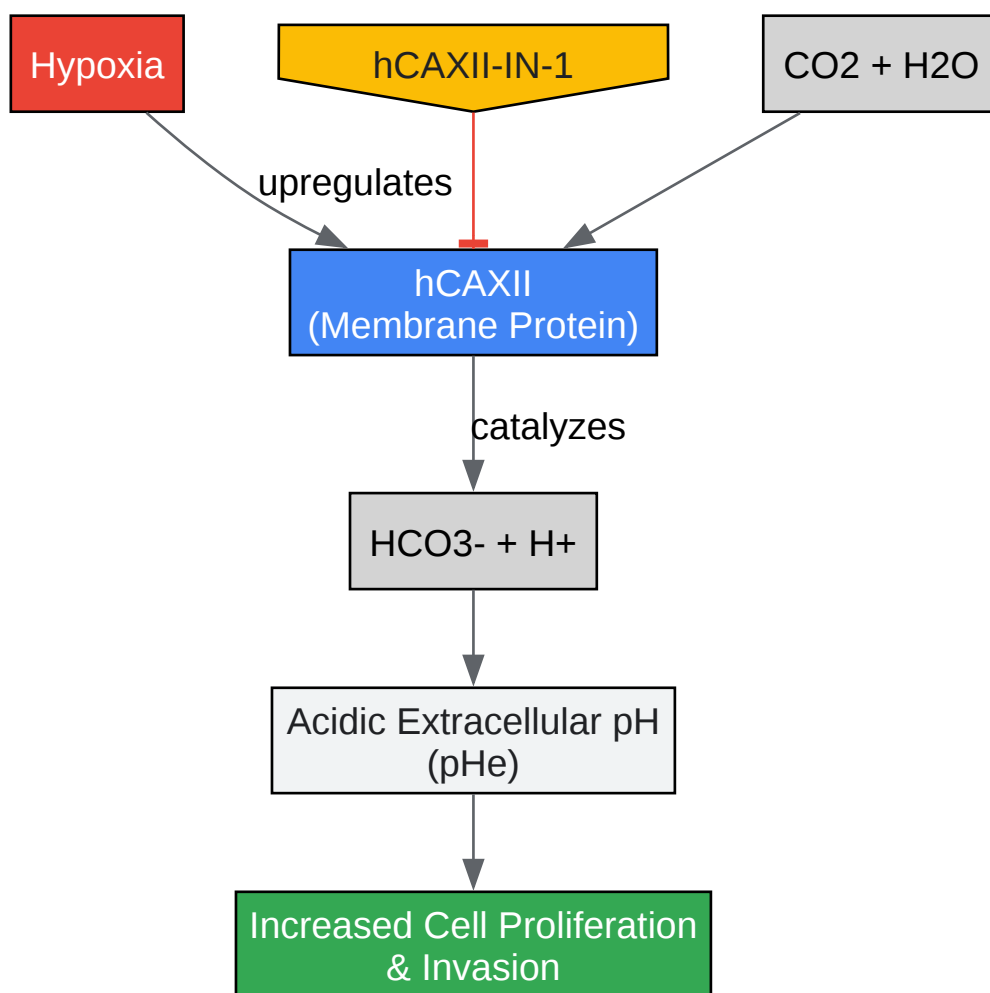 Hypoxia
hCAXII-IN-1
CO2 + H2O
upregulates
hCAXII
(Membrane Protein)
catalyzes
HCO3- + H+
Acidic Extracellular pH
(pHe)
Increased Cell Proliferation
& Invasion